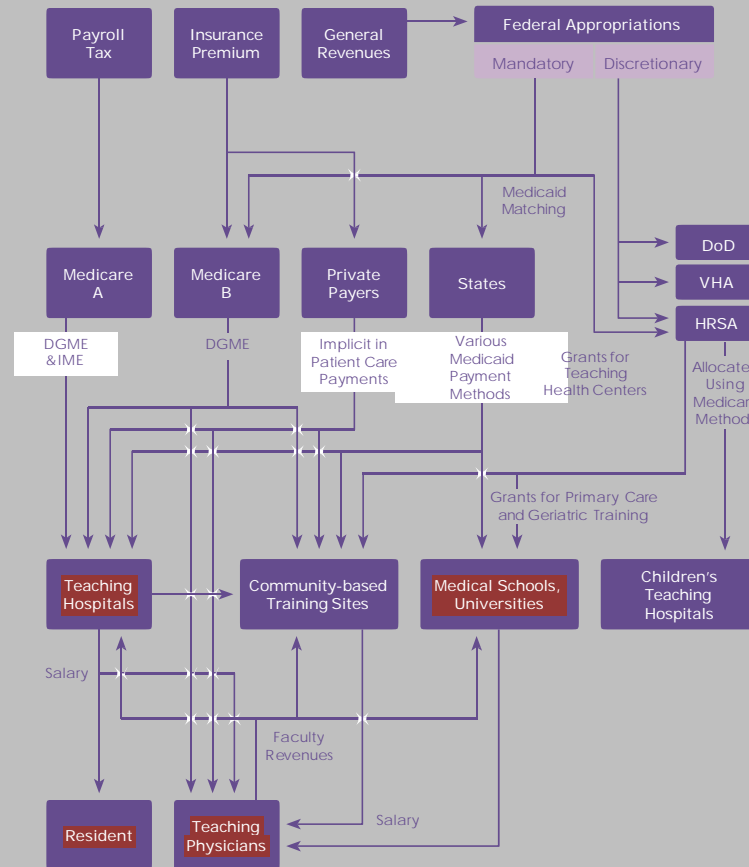 Payroll
Tax
Insurance
Premium
General
Revenues
Federal Appropriations
Mandatory
Discretionary
Medicaid
Matching
DoD
VHA
HRSA
Medicare
A
Medicare
B
Private
Payers
States
DGME
&IME
DGME
Implicit in
Patient Care
Payments
Various
Medicaid
Payment
Methods
Grants for
Teaching
Health Centers
Allocate
Using
Medicar
Method
Grants for Primary Care
and Geriatric Training
Teaching
Hospitals
Community-based
Training Sites
Medical Schools,
Universities
Children's
Teaching
Hospitals
Salary
Faculty
Revenues
Resident
Teaching
Physicians
Salary